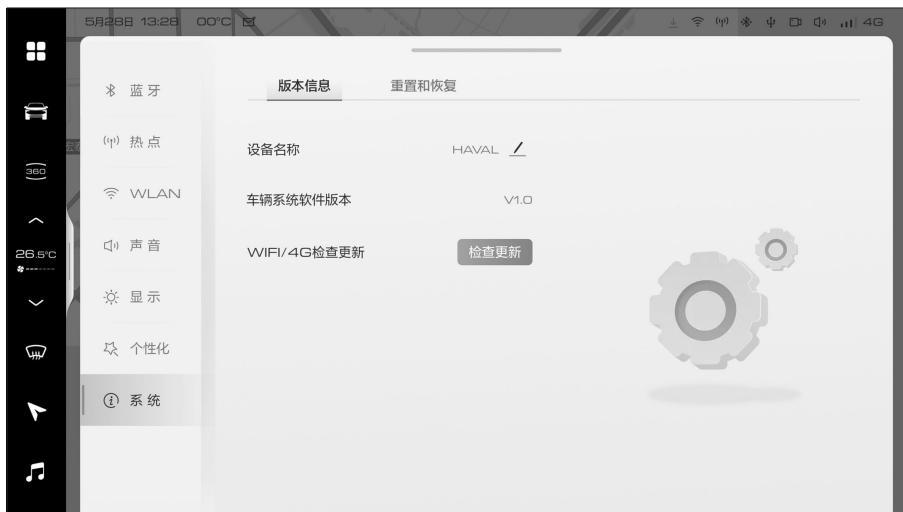 5月28日 13:28 00°C
4G
蓝牙
热点
WLAN
声音
显示
个性化
系统
360
26.5°C
版本信息 重置和恢复
设备名称 HAVAL
车辆系统软件版本 V1.0
WIFI/4G检查更新 检查更新